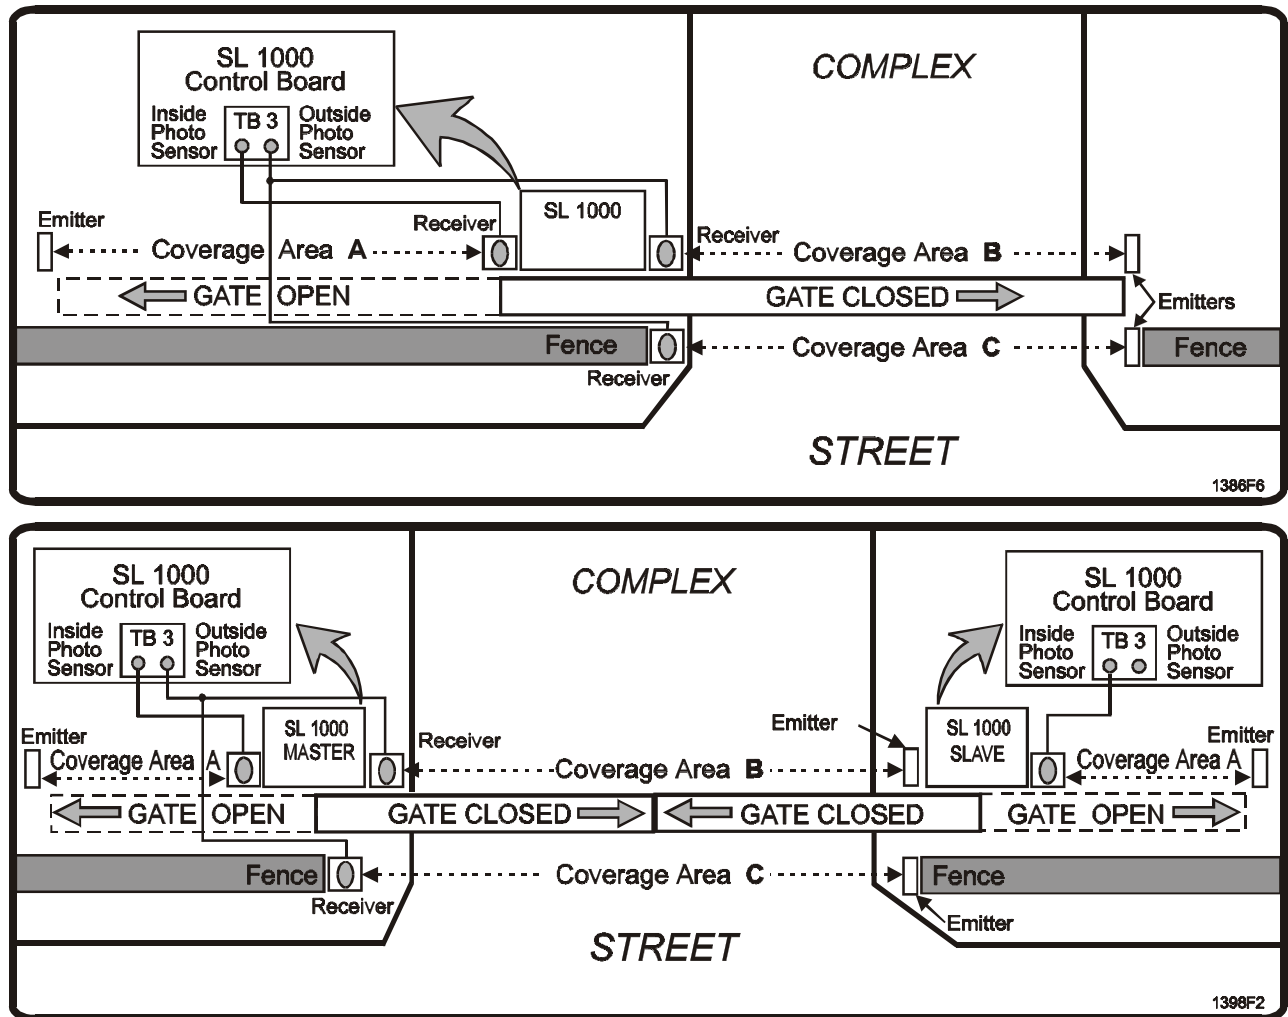 SL 1000
Control Board
Inside
Photo
Sensor
TB 3
Outside
Photo
Sensor
COMPLEX
Emitter
Receiver
SL 1000
Receiver
Coverage Area A
Coverage Area B
GATE OPEN
GATE CLOSED
Emitters
Fence
Receiver
Coverage Area C
Fence
STREET
1386F6
SL 1000
Control Board
Inside
Photo
Sensor
TB 3
Outside
Photo
Sensor
COMPLEX
SL 1000
Control Board
Inside
Photo
Sensor
TB 3
Outside
Photo
Sensor
Emitter
SL 1000
MASTER
Receiver
Emitter
SL 1000
SLAVE
Emitter
Coverage Area A
Coverage Area B
Coverage Area A
GATE OPEN
GATE CLOSED
GATE CLOSED
GATE OPEN
Fence
Receiver
Coverage Area C
Fence
Emitter
STREET
1398F2